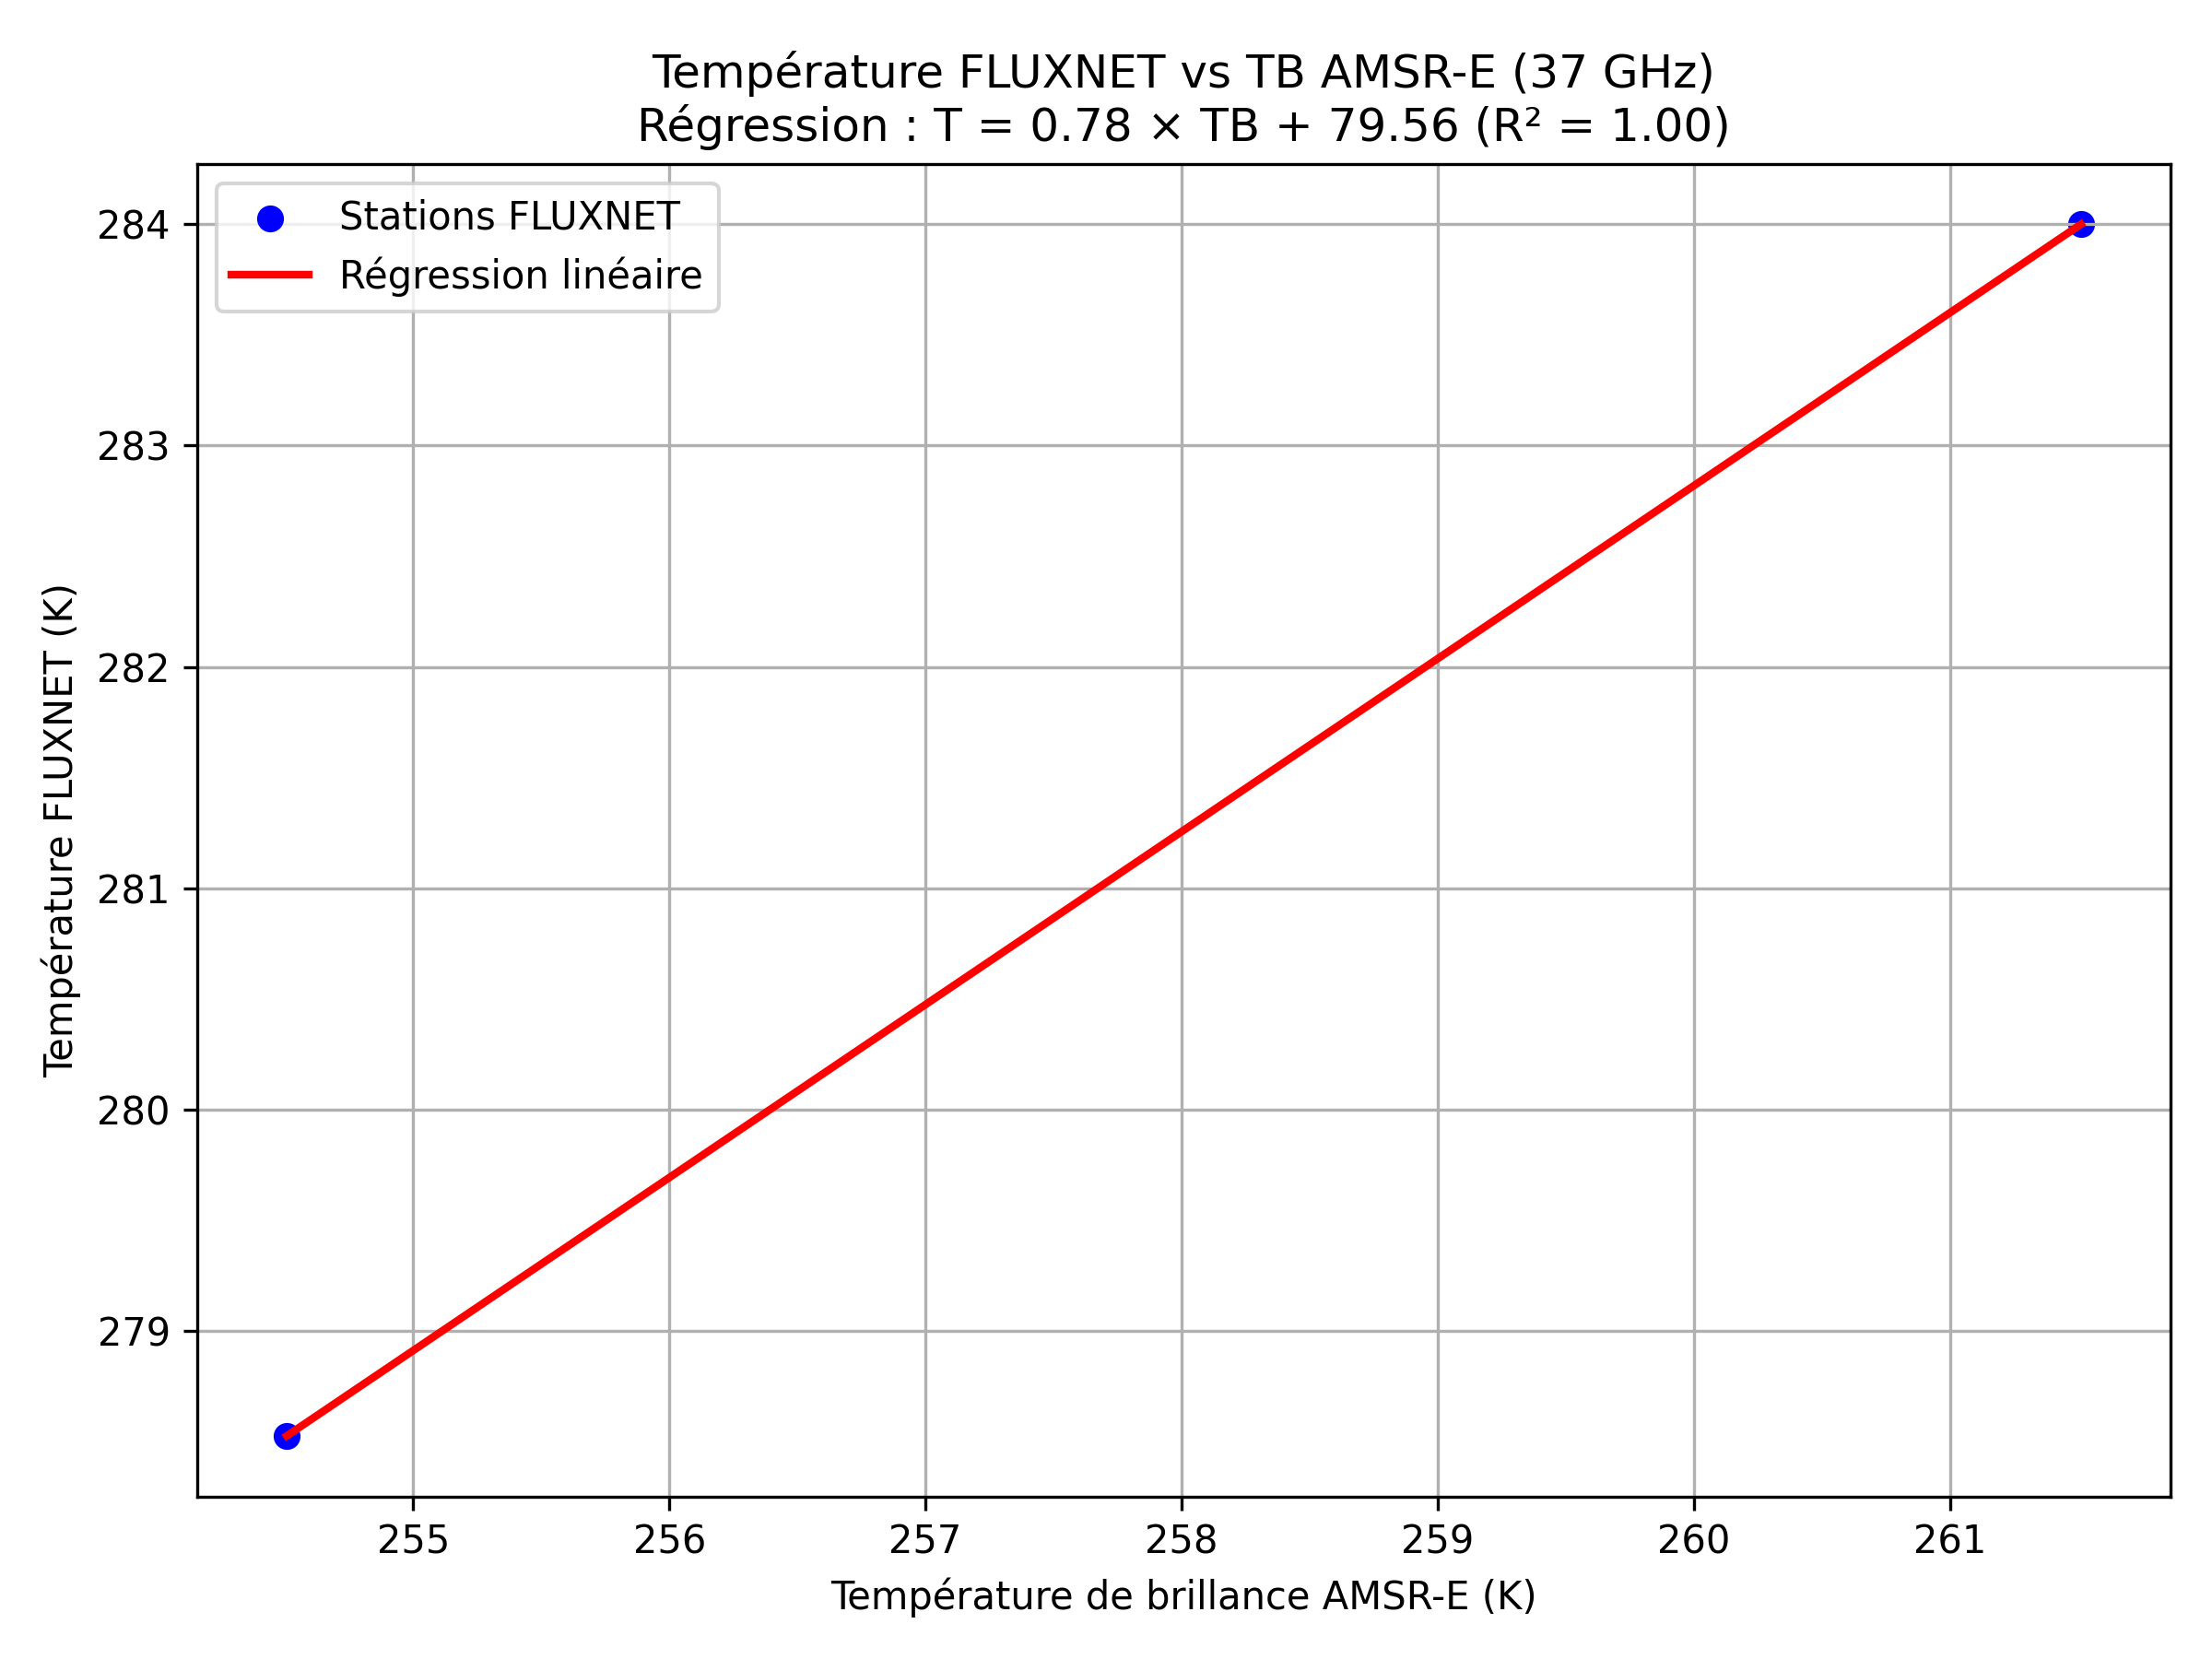 Température FLUXNET vs TB AMSR-E (37 GHz)
Régression : T = 0.78 × TB + 79.56 (R² = 1.00)
Stations FLUXNET
Régression linéaire
284
283
282
281
280
279
Température FLUXNET (K)
255 256 257 258 259 260 261
Température de brillance AMSR-E (K)